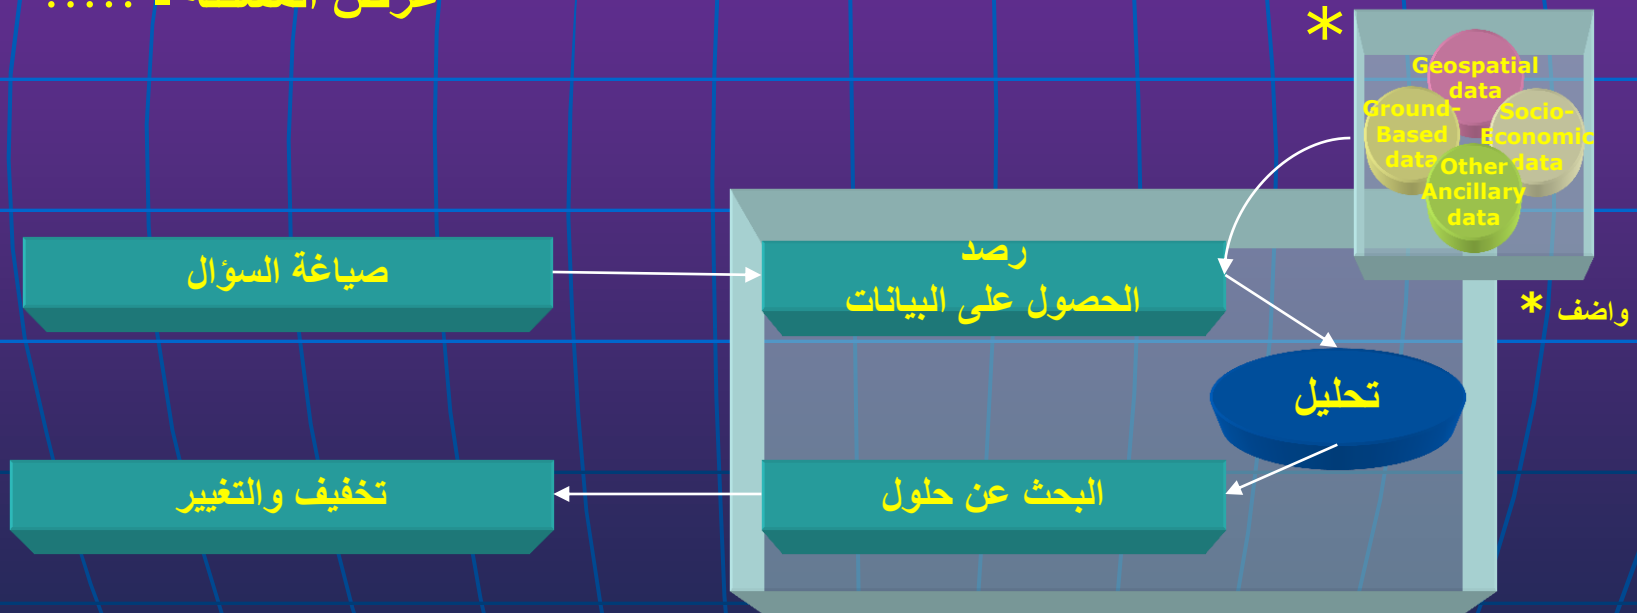 *
Geospatial
data
Ground-
Based
data
Socio-
Economic
data
Other
Ancillary
data
واضف *
صياغة السؤال
رصد
الحصول على البيانات
تحليل
البحث عن حلول
تخفيف والتغيير